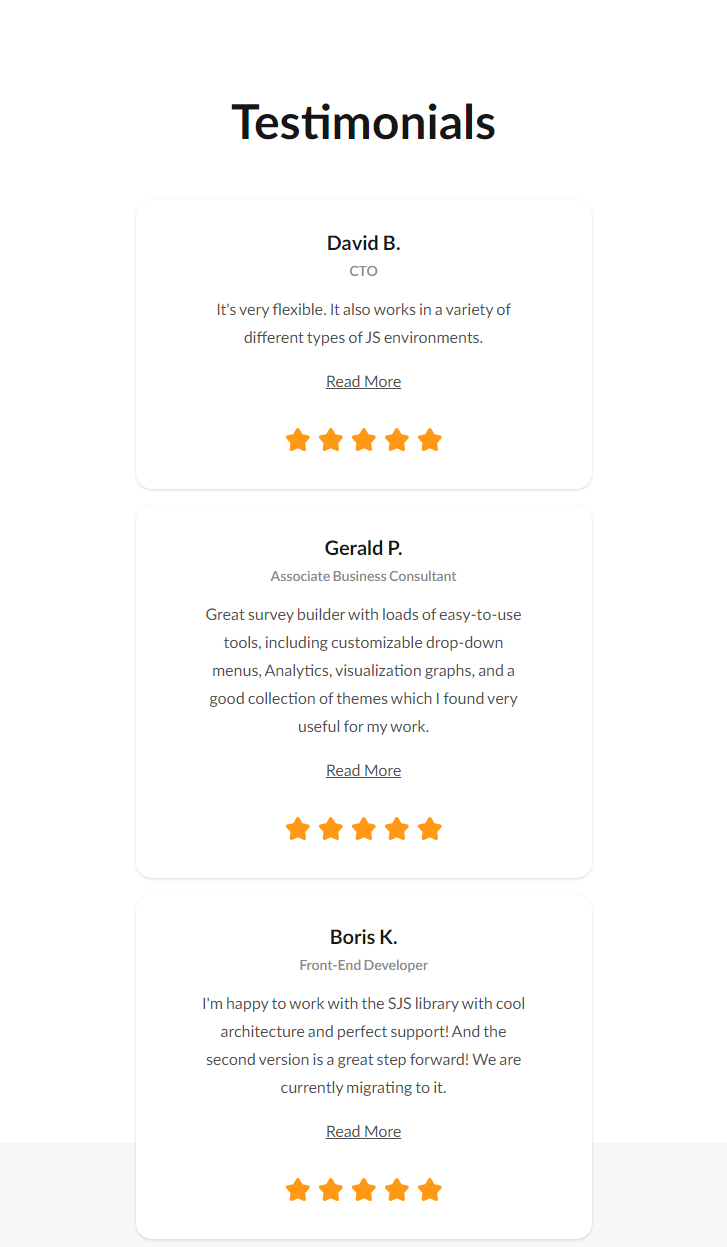 Testimonials
David B.
CTO
It's very flexible. It also works in a variety of
different types of JS environments.
Read More
Gerald P.
Associate Business Consultant
Great survey builder with loads of easy-to-use
tools, including customizable drop-down
menus, Analytics, visualization graphs, and a
good collection of themes which I found very
useful for my work.
Read More
Boris K.
Front-End Developer
I'm happy to work with the SJS library with cool
architecture and perfect support! And the
second version is a great step forward! We are
currently migrating to it.
Read More